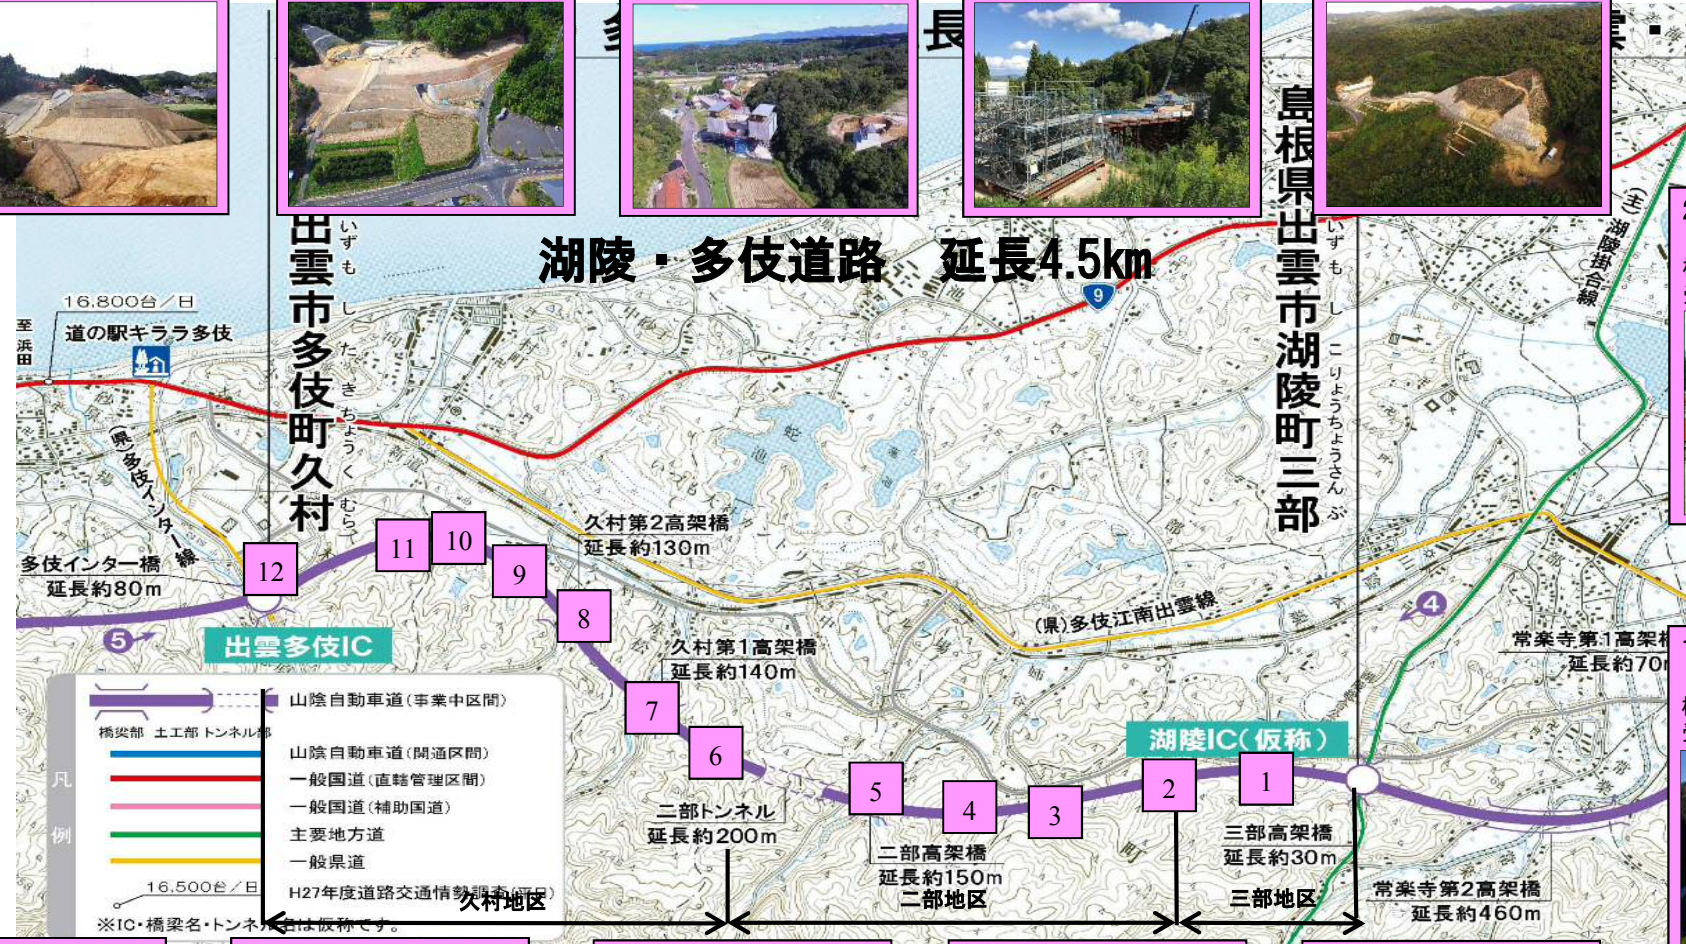 湖陵・多伎道路　延長4.5km
島根県出雲市湖陵町三部
いずもしこりょうちょうさんぶ
出雲市多伎町久村
いずもしたきちょうくむら
長
9
(主)湖陵掛合線
16,800台／日
道の駅キララ多伎
至浜田
(県)多伎インター線
多伎インター橋
延長約80m
5
出雲多伎IC
12
11
10
9
8
7
6
5
4
3
2
1
久村第2高架橋
延長約130m
蛇池
久村第1高架橋
延長約140m
(県)多伎江南出雲線
4
常楽寺第1高架
延長約70
湖陵IC(仮称)
二部トンネル
延長約200m
二部高架橋
延長約150m
三部高架橋
延長約30m
常楽寺第2高架橋
延長約460m
町
久村地区
二部地区
三部地区
凡例
山陰自動車道(事業中区間)
橋梁部 土工部 トンネル部
山陰自動車道(開通区間)
一般国道(直轄管理区間)
一般国道(補助国道)
主要地方道
一般県道
16,500台／日
H27年度道路交通情勢調査(平日)
※IC・橋梁名・トンネル名は仮称です。